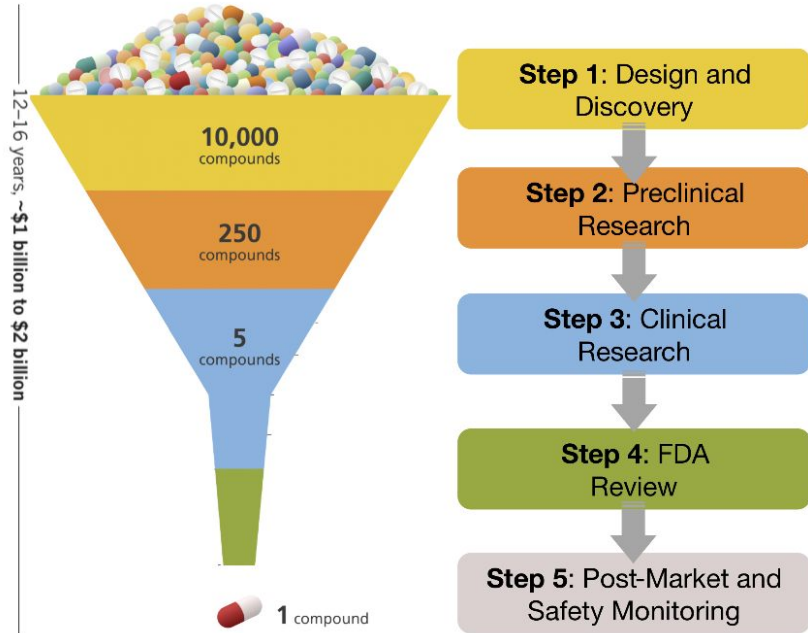 12–16 years, ~$1 billion to $2 billion
10,000
compounds
250
compounds
5
compounds
1 compound
Step 1: Design and
Discovery
Step 2: Preclinical
Research
Step 3: Clinical
Research
Step 4: FDA
Review
Step 5: Post-Market and
Safety Monitoring